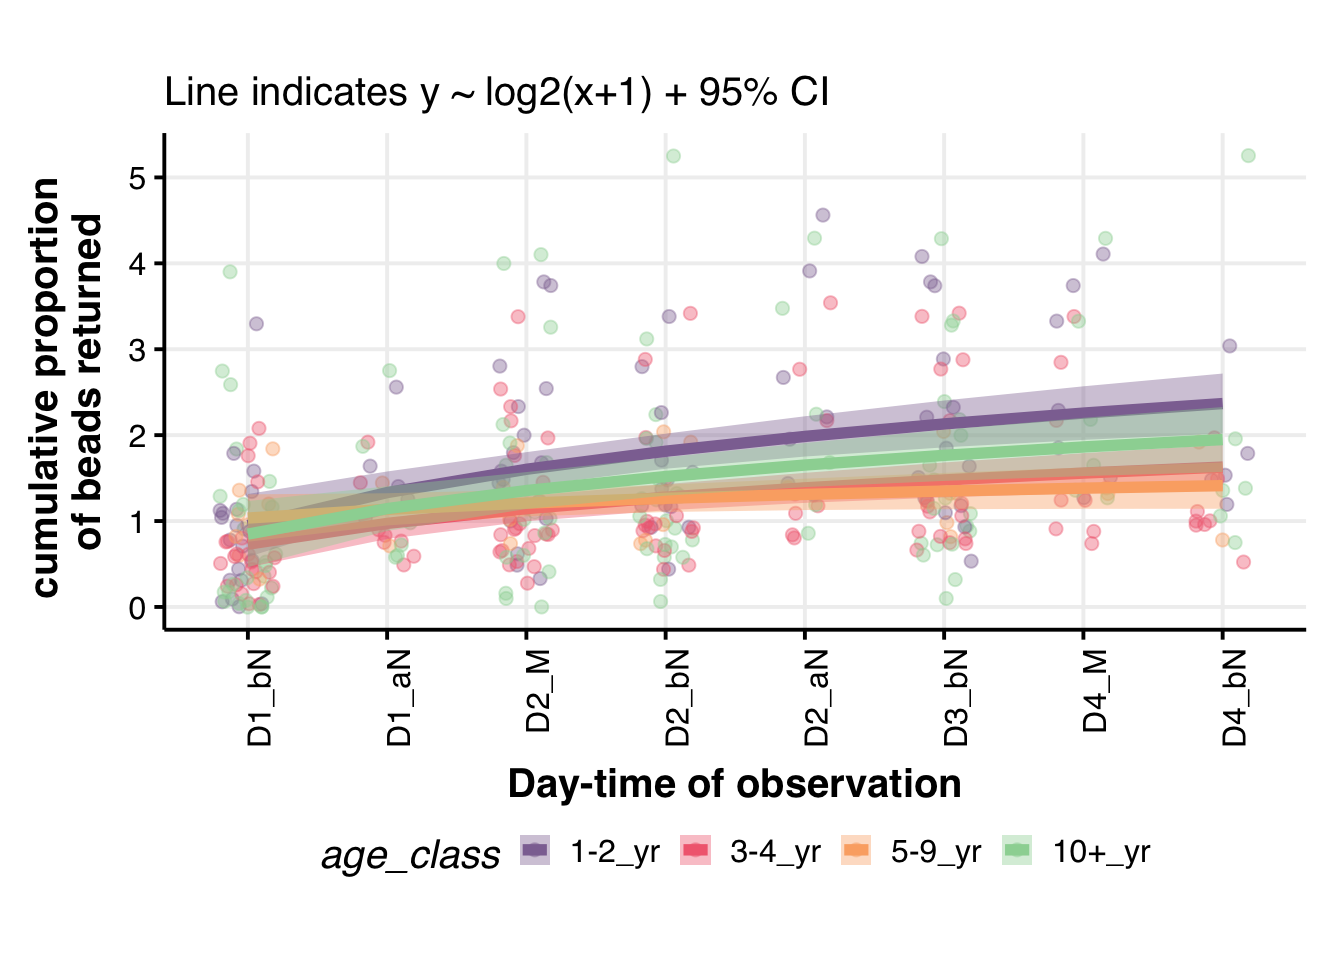 Line indicates y ~ log2(x+1) + 95% CI
cumulative proportion
of beads returned
5
4
3
2
1
0
D1_bN
D1_aN
D2_M
D2_bN
D2_aN
D3_bN
D4_M
D4_bN
Day-time of observation
age_class 1-2_yr 3-4_yr 5-9_yr 10+_yr